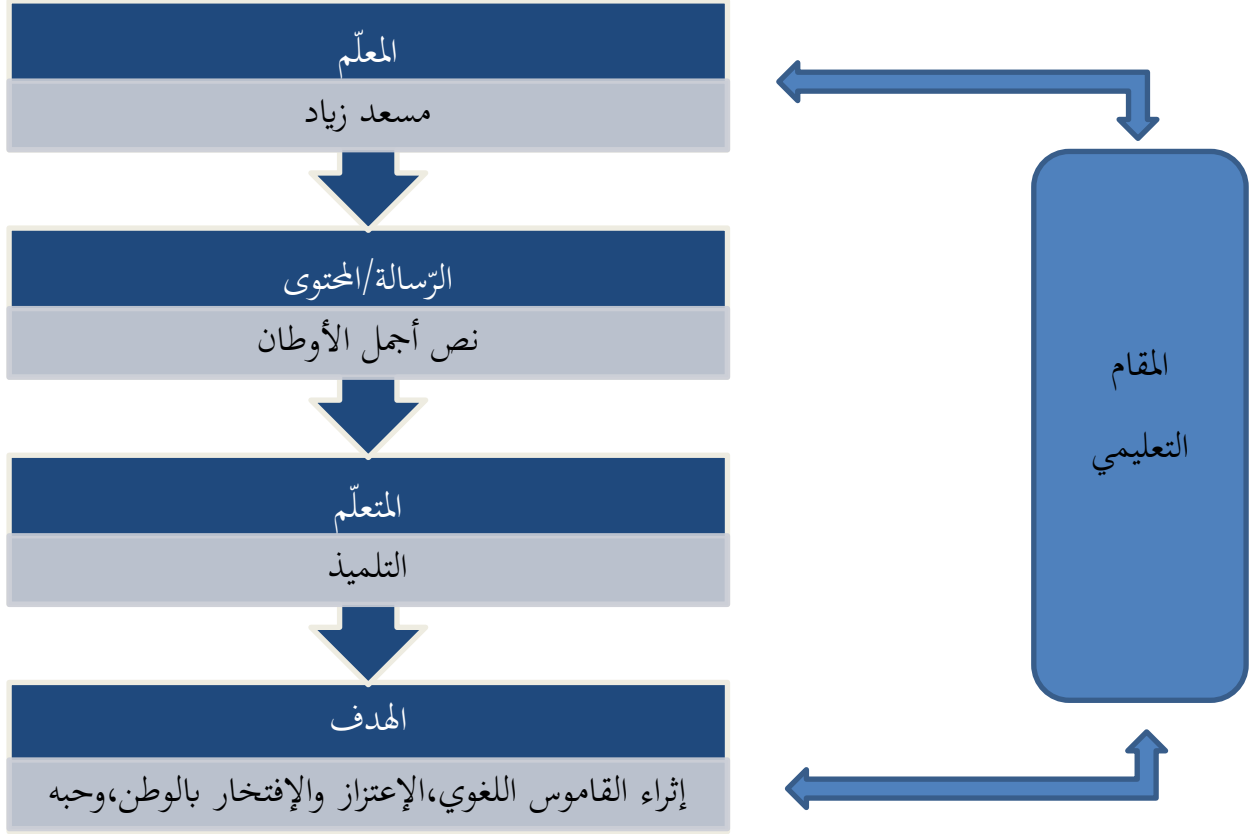 المعلّم
مسعد زياد
الرّسالة/المحتوى
نص أجمل الأوطان
المتعلّم
التلميذ
الهدف
إثراء القاموس اللغوي،الإعتزاز والإفتخار بالوطن،وحبه
المقام
التعليمي